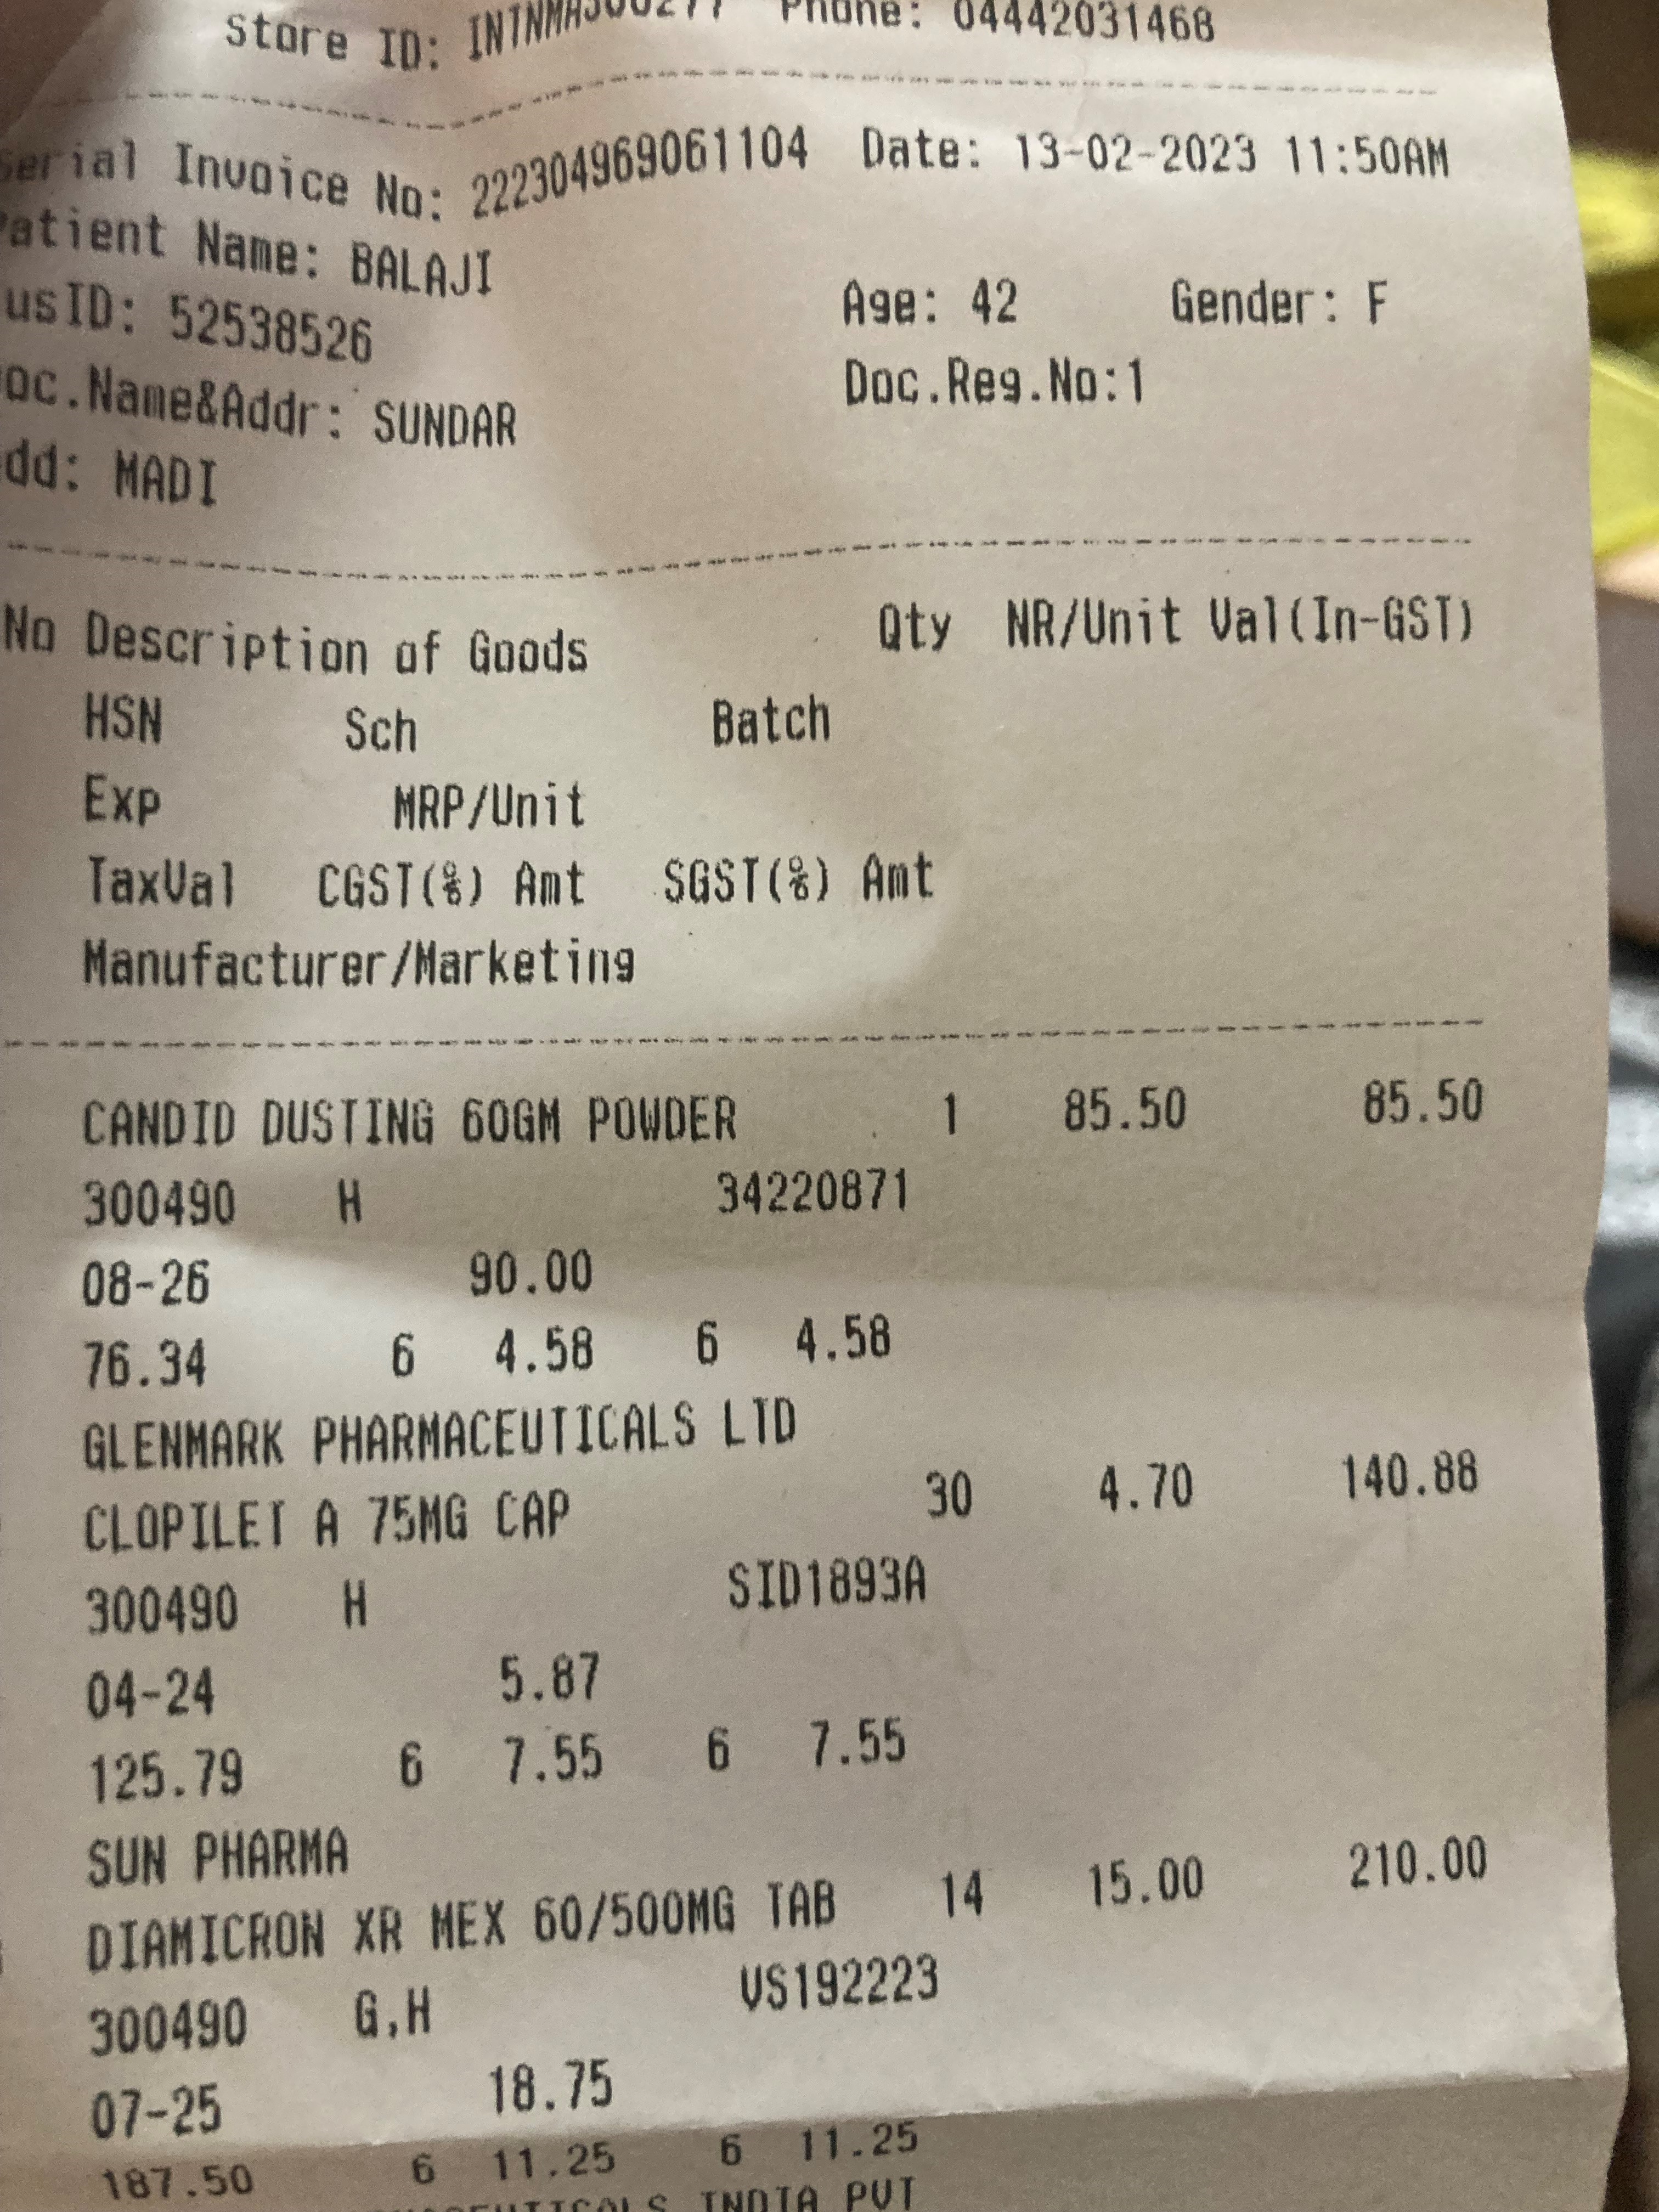 Store ID: Phone: 04442031468
Serial Invoice No: 222304969061104 Date: 13-02-2023 11:50AM
Patient Name: BALAJI
usID: 52538526 Age: 42 Gender: F
oc.Name&Addr: SUNDAR Doc.Reg.No:1
dd: MADI
No Description of Goods Qty NR/Unit Val(In-GST)
HSN Sch Batch
Exp MRP/Unit
TaxVal CGST(%) Amt SGST(%) Amt
Manufacturer/Marketing
CANDID DUSTING 60GM POWDER 1 85.50 85.50
300490 H 34220871
08-26 90.00
76.34 6 4.58 6 4.58
GLENMARK PHARMACEUTICALS LTD
CLOPILET A 75MG CAP 30 4.70 140.88
300490 H SID1893A
04-24 5.87
125.79 6 7.55 6 7.55
SUN PHARMA
DIAMICRON XR MEX 60/500MG TAB 14 15.00 210.00
300490 G,H VS192223
07-25 18.75
187.50 6 11.25 6 11.25
INDIA PVT